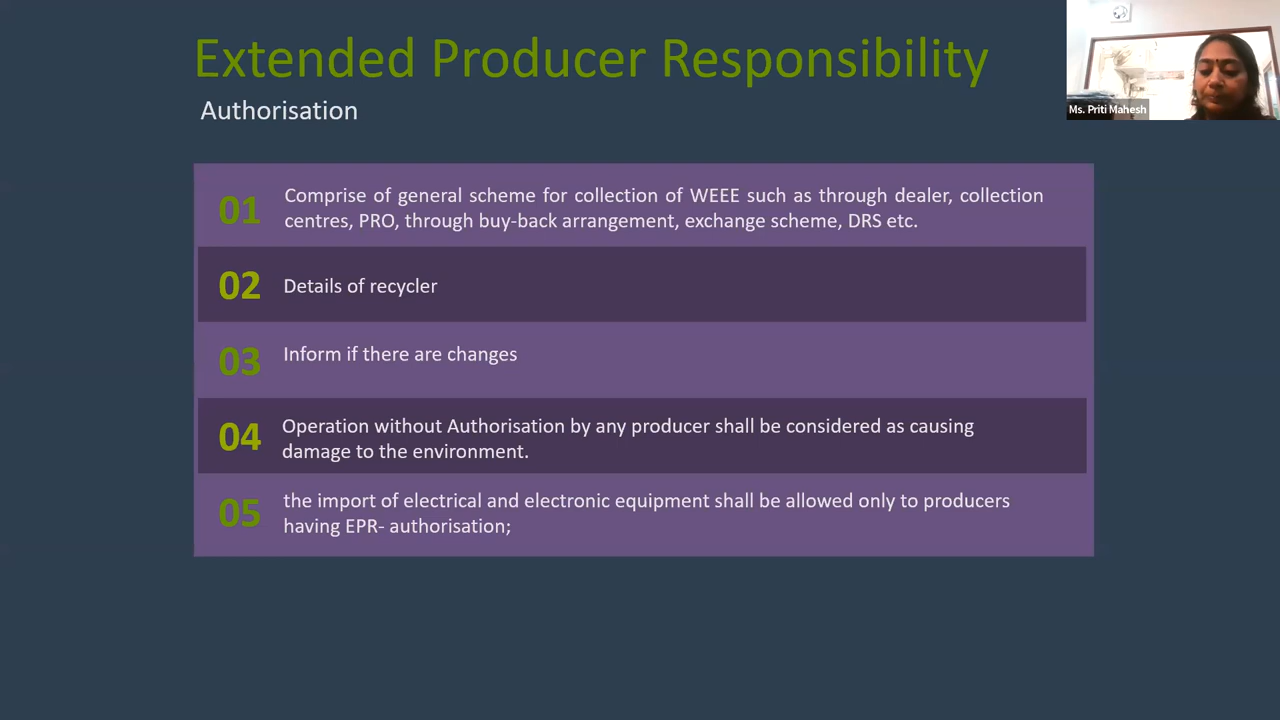 Extended Producer Responsibility
Authorisation
Ms. Priti Mahesh
01
Comprise of general scheme for collection of WEEE such as through dealer, collection
centres, PRO, through buy-back arrangement, exchange scheme, DRS etc.
02
Details of recycler
03
Inform if there are changes
04
Operation without Authorisation by any producer shall be considered as causing
damage to the environment.
05
the import of electrical and electronic equipment shall be allowed only to producers
having EPR- authorisation;